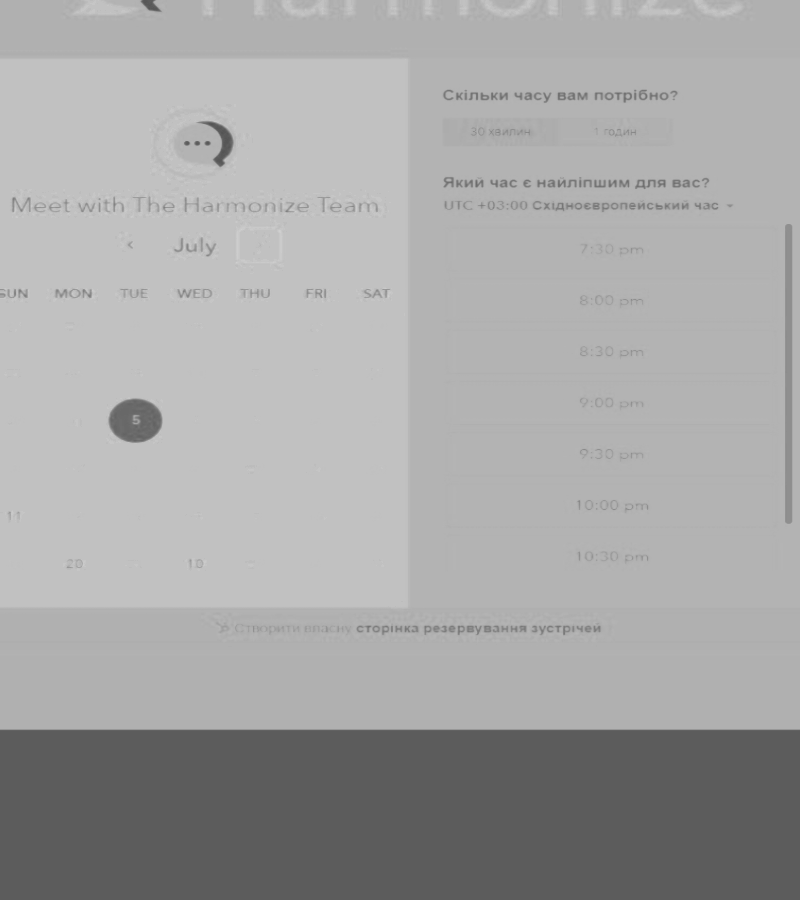 Harmonize
Скільки часу вам потрібно?
30 хвилин
1 годин
Який час є найліпшим для вас?
UTC +03:00 Східноєвропейський час
Meet with The Harmonize Team
July
SUN MON TUE WED THU FRI SAT
5
11
20 10
7:30 pm
8:00 pm
8:30 pm
9:00 pm
9:30 pm
10:00 pm
10:30 pm
Створити власну сторінка резервування зустрічей